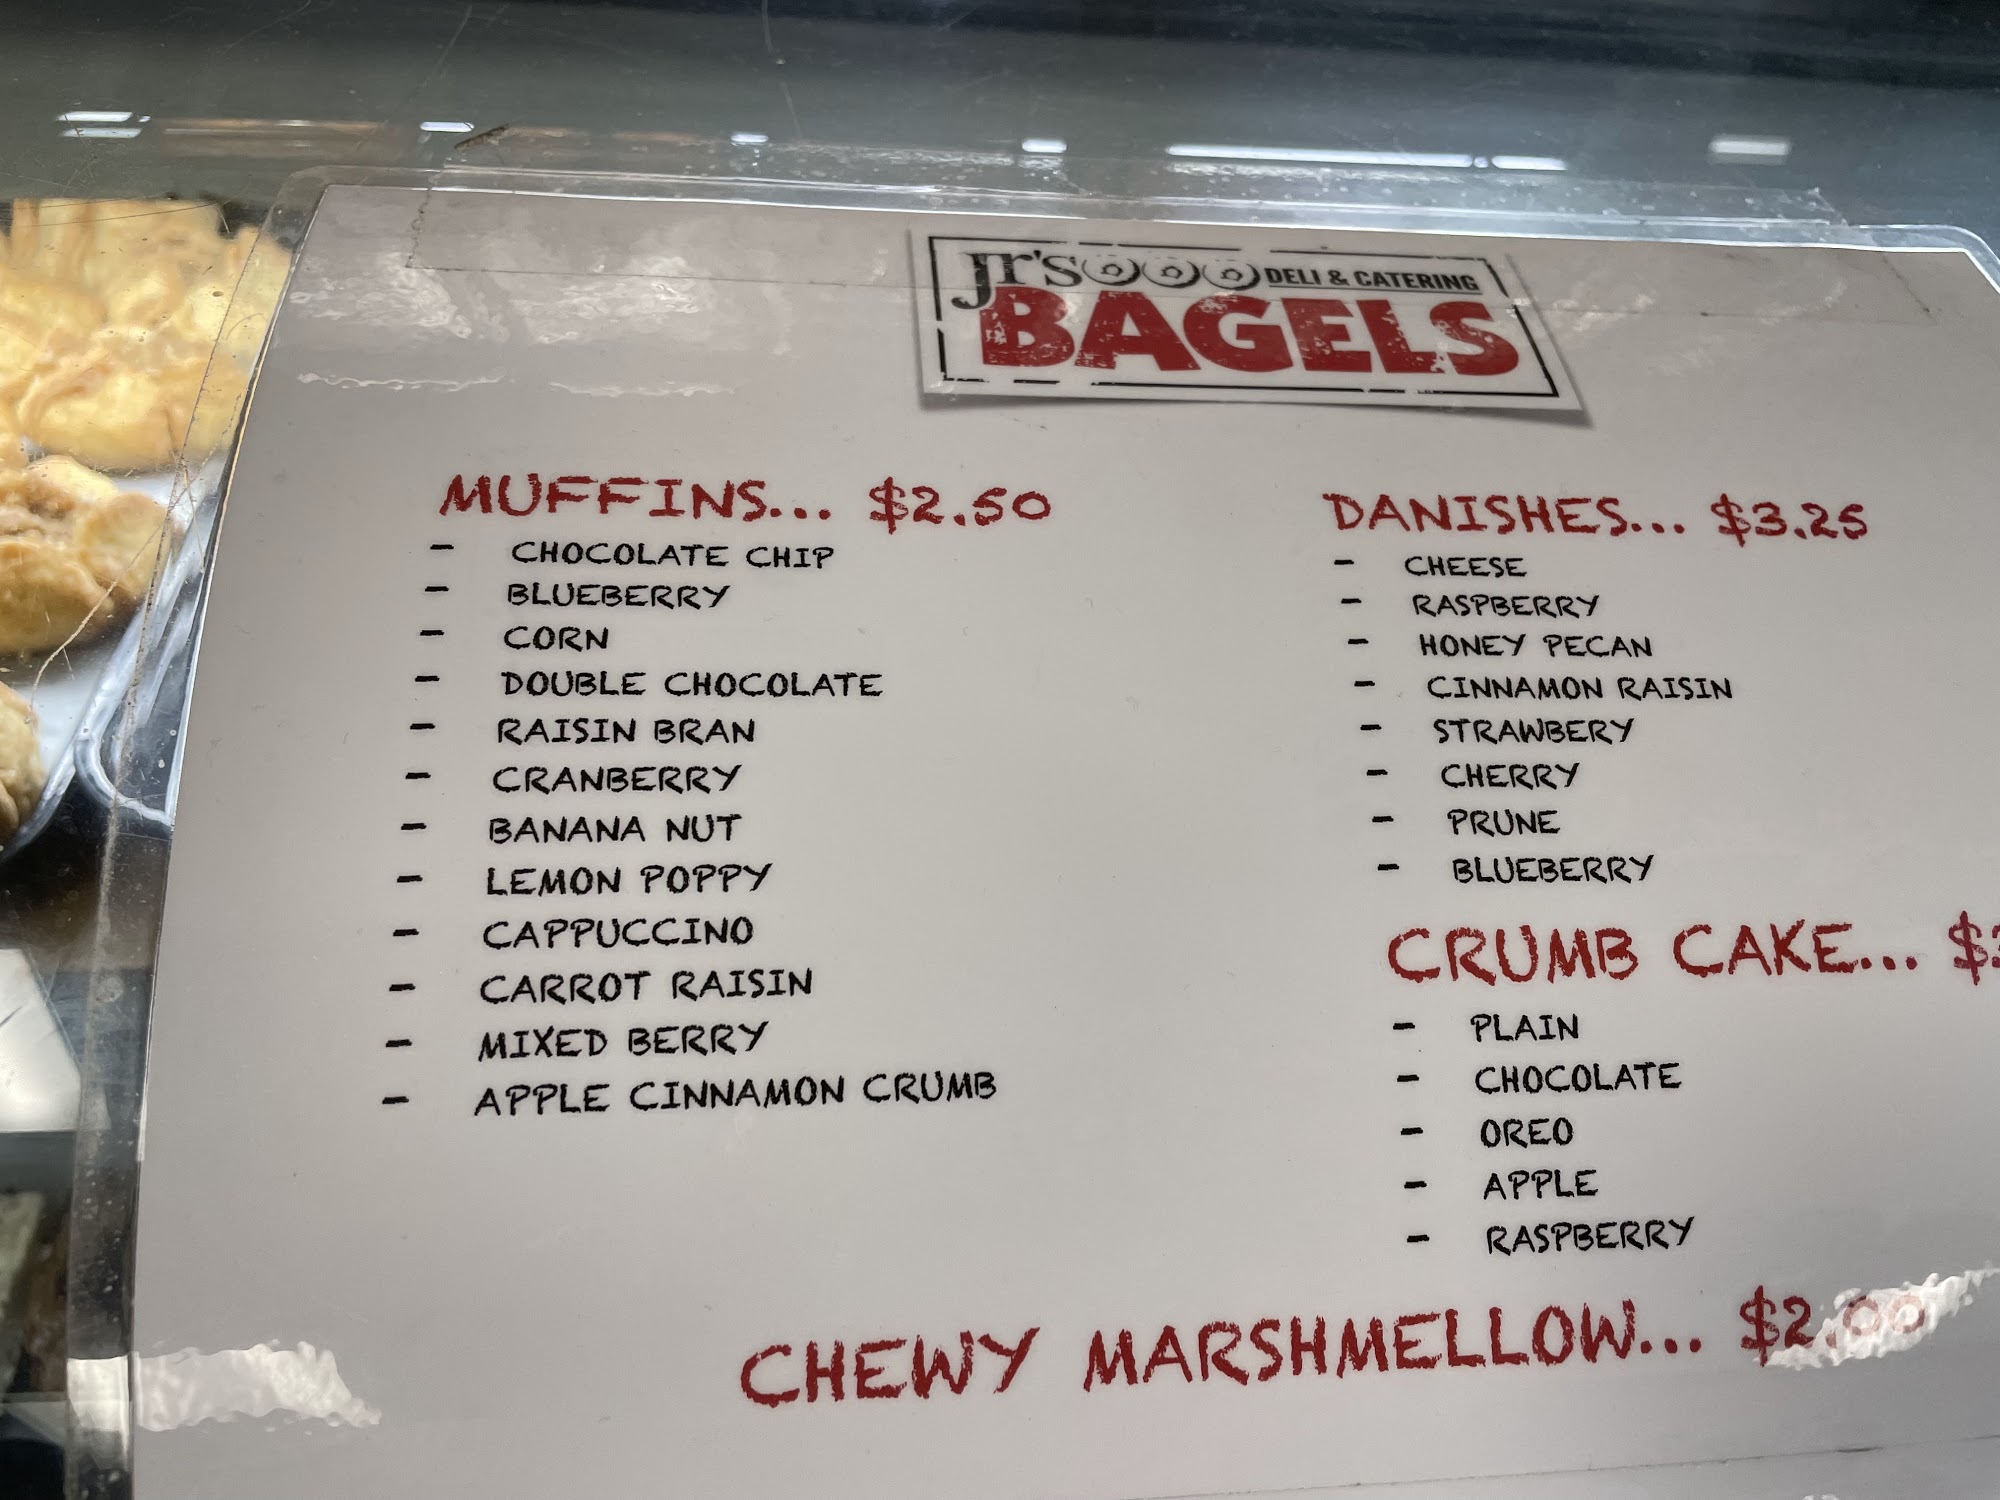 Jr's DELI & CATERING
BAGELS
MUFFINS... $2.50
- CHOCOLATE CHIP
- BLUEBERRY
- CORN
- DOUBLE CHOCOLATE
- RAISIN BRAN
- CRANBERRY
- BANANA NUT
- LEMON POPPY
- CAPPUCCINO
- CARROT RAISIN
- MIXED BERRY
- APPLE CINNAMON CRUMB
DANISHES... $3.25
- CHEESE
- RASPBERRY
- HONEY PECAN
- CINNAMON RAISIN
- STRAWBERY
- CHERRY
- PRUNE
- BLUEBERRY
CRUMB CAKE...
- PLAIN
- CHOCOLATE
- OREO
- APPLE
- RASPBERRY
CHEWY MARSHMELLOW... $2.00